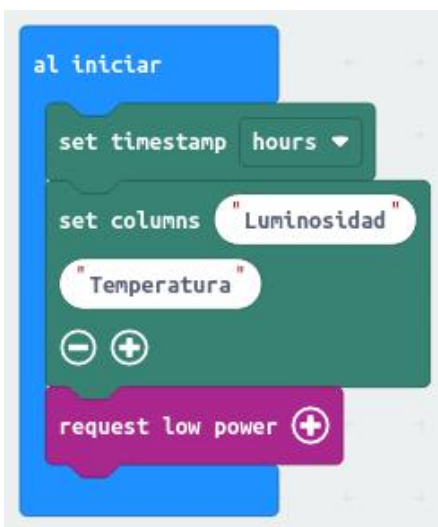 al iniciar
set timestamp hours
set columns "Luminosidad"
"Temperatura"
request low power